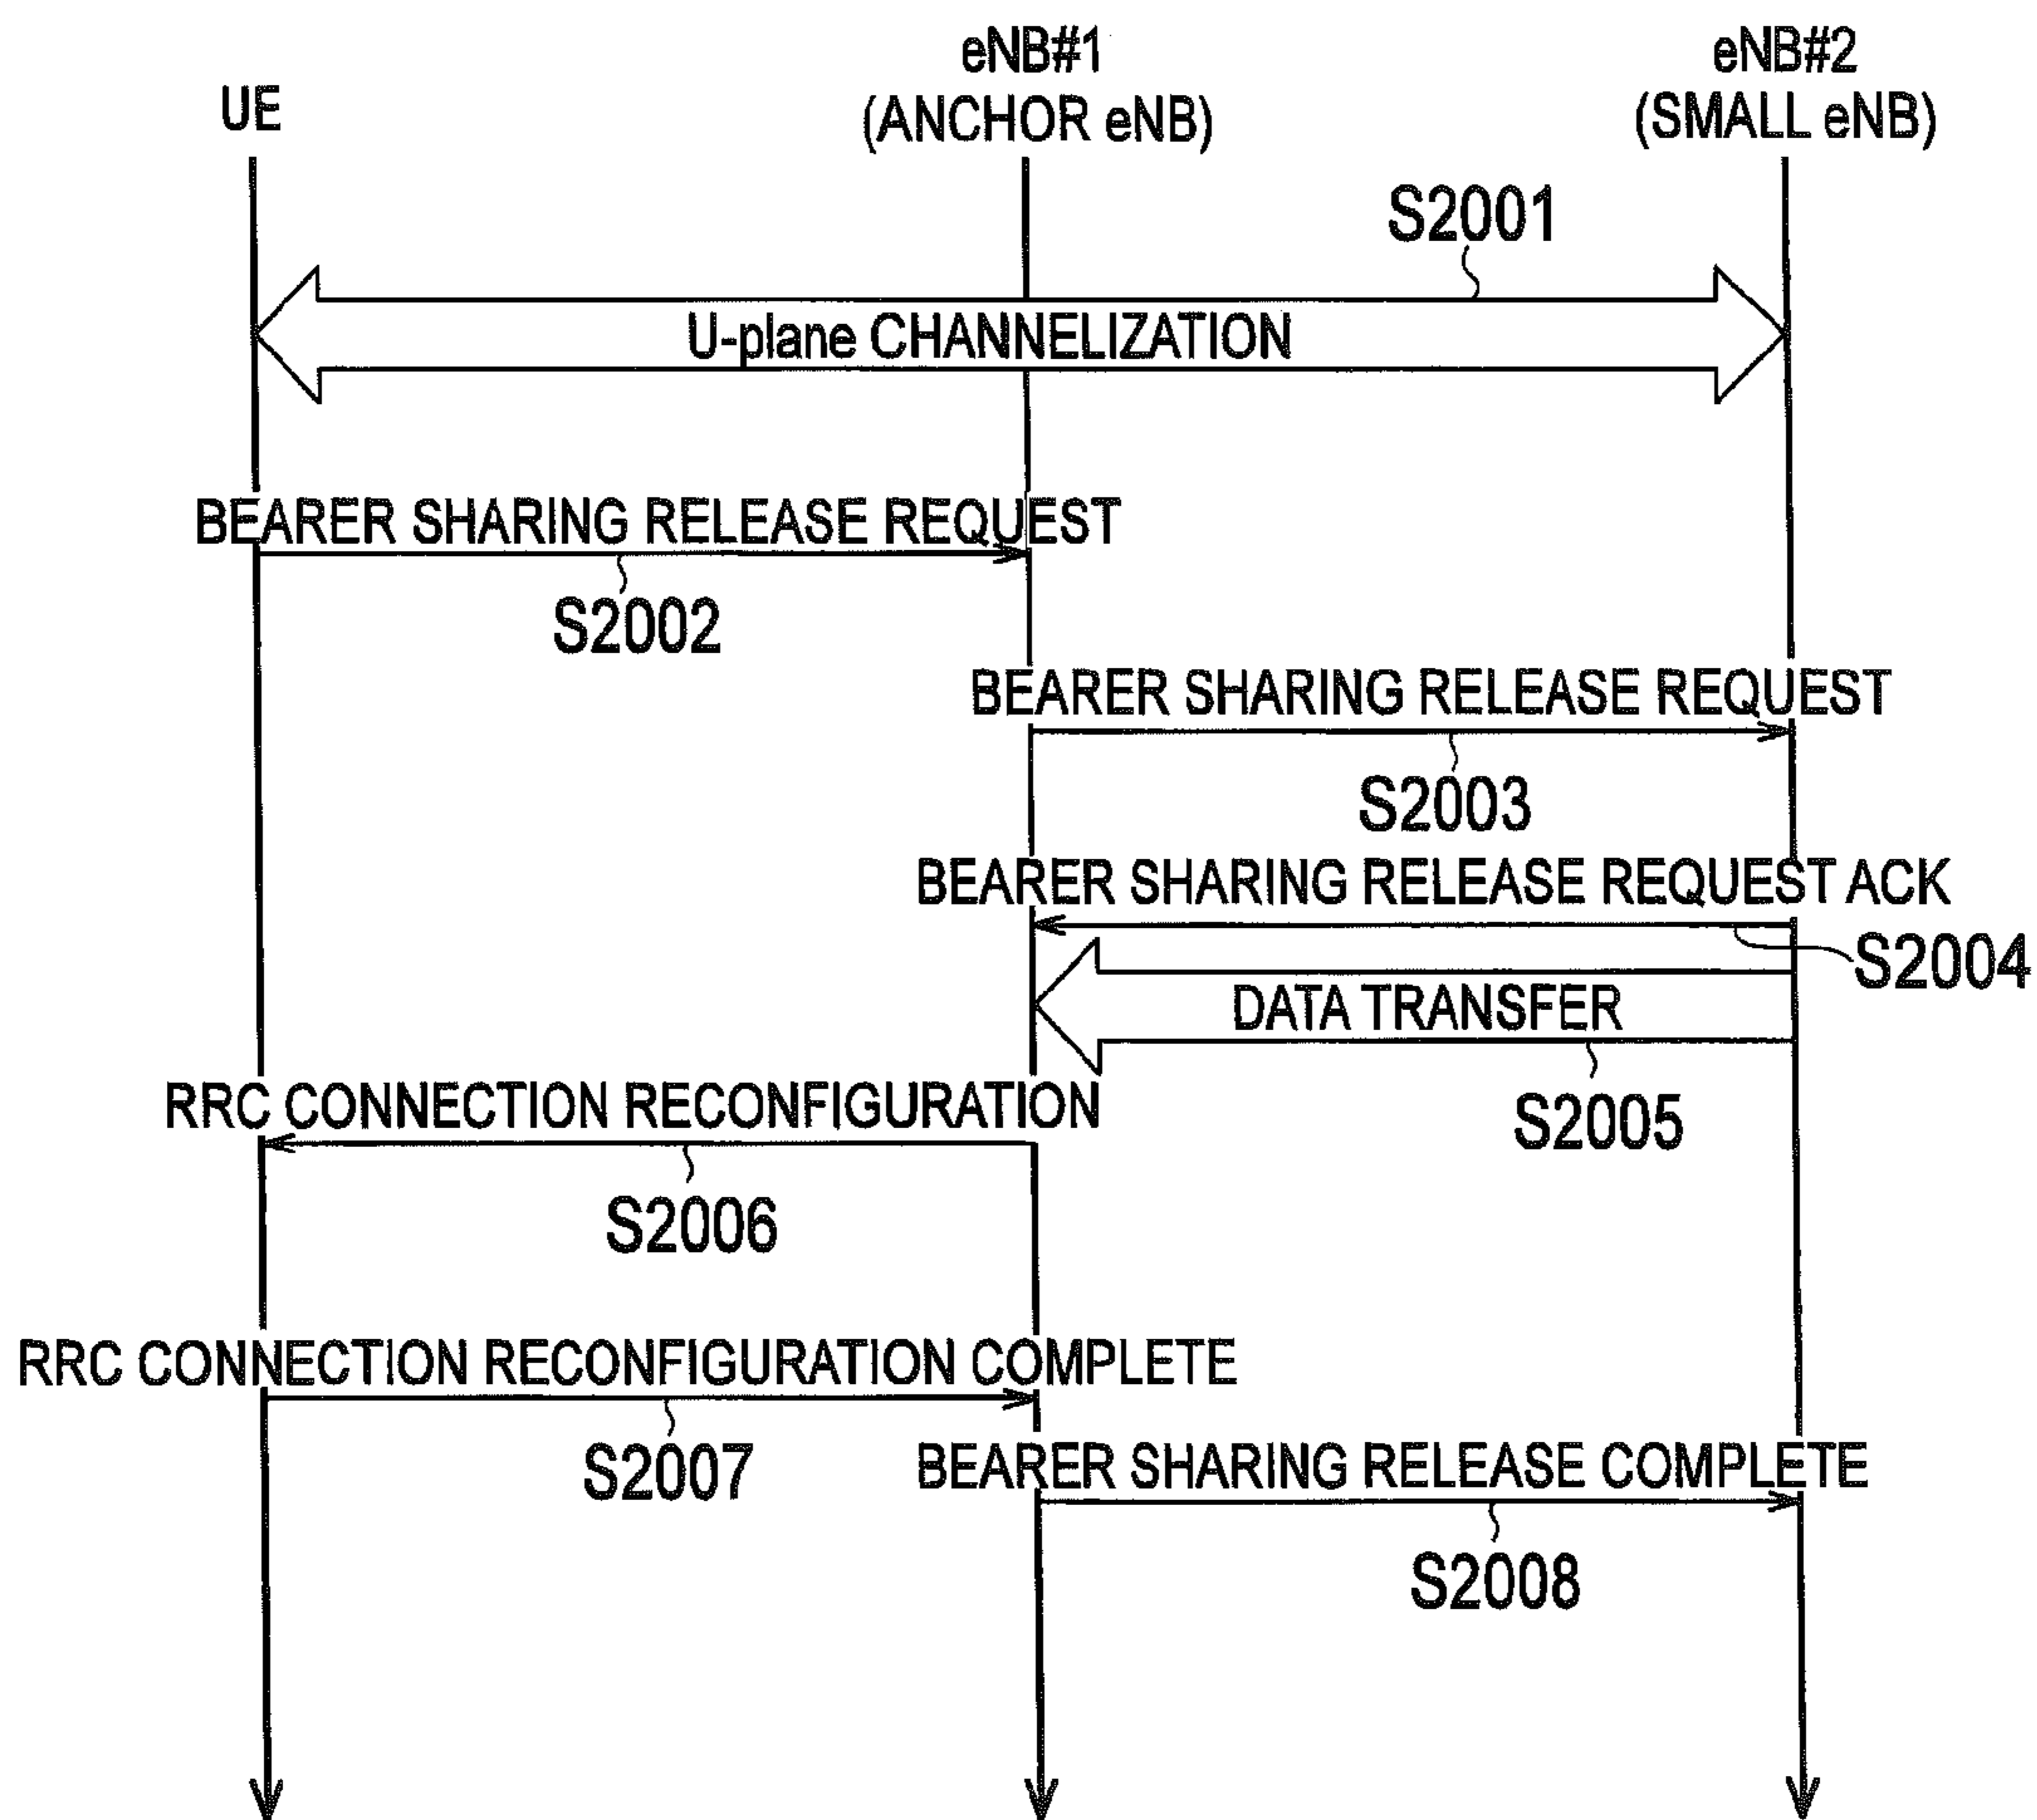 UE
eNB#1
(ANCHOR eNB)
eNB#2
(SMALL eNB)
S2001
U-plane CHANNELIZATION
BEARER SHARING RELEASE REQUEST
S2002
BEARER SHARING RELEASE REQUEST
S2003
BEARER SHARING RELEASE REQUEST ACK
S2004
DATA TRANSFER
S2005
RRC CONNECTION RECONFIGURATION
S2006
RRC CONNECTION RECONFIGURATION COMPLETE
S2007
BEARER SHARING RELEASE COMPLETE
S2008